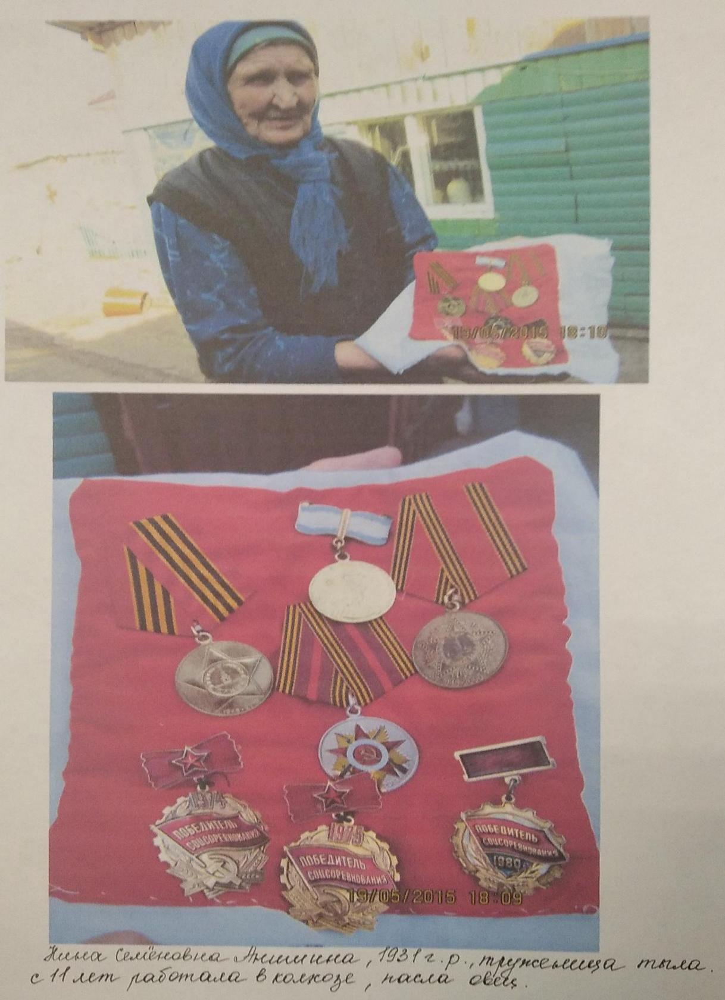 19/05/2015 18:10
1974
ПОБЕДИТЕЛЬ
СОЦСОРЕВНОВАНИЯ
1975
ПОБЕДИТЕЛЬ
СОЦСОРЕВНОВАНИЯ
ПОБЕДИТЕЛЬ
СОЦСОРЕВНОВАНИЯ
1980
19/05/2015 18:09
Нина Семёновна Аншина, 1931 г. р., труженица тыла.
с 11 лет работала в колхозе, пасла овец.